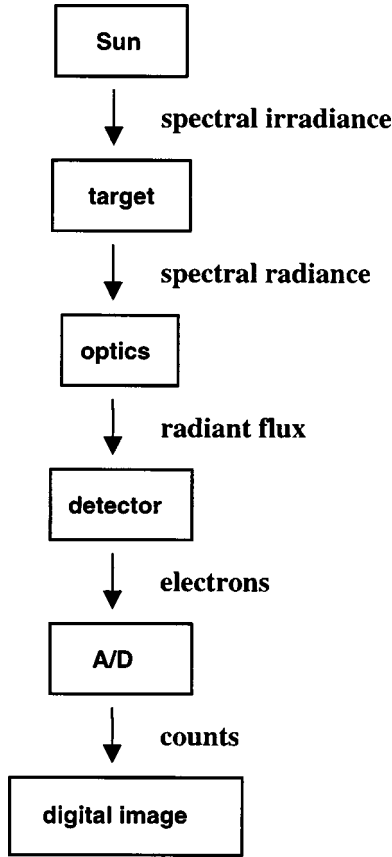 Sun
spectral irradiance
target
spectral radiance
optics
radiant flux
detector
electrons
A/D
counts
digital image